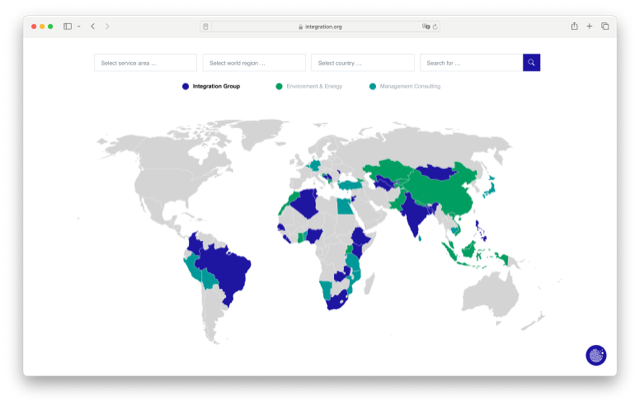 integration.org
Select service area ...
Select world region ...
Select country ...
Search for ...
Integration Group
Environment & Energy
Management Consulting